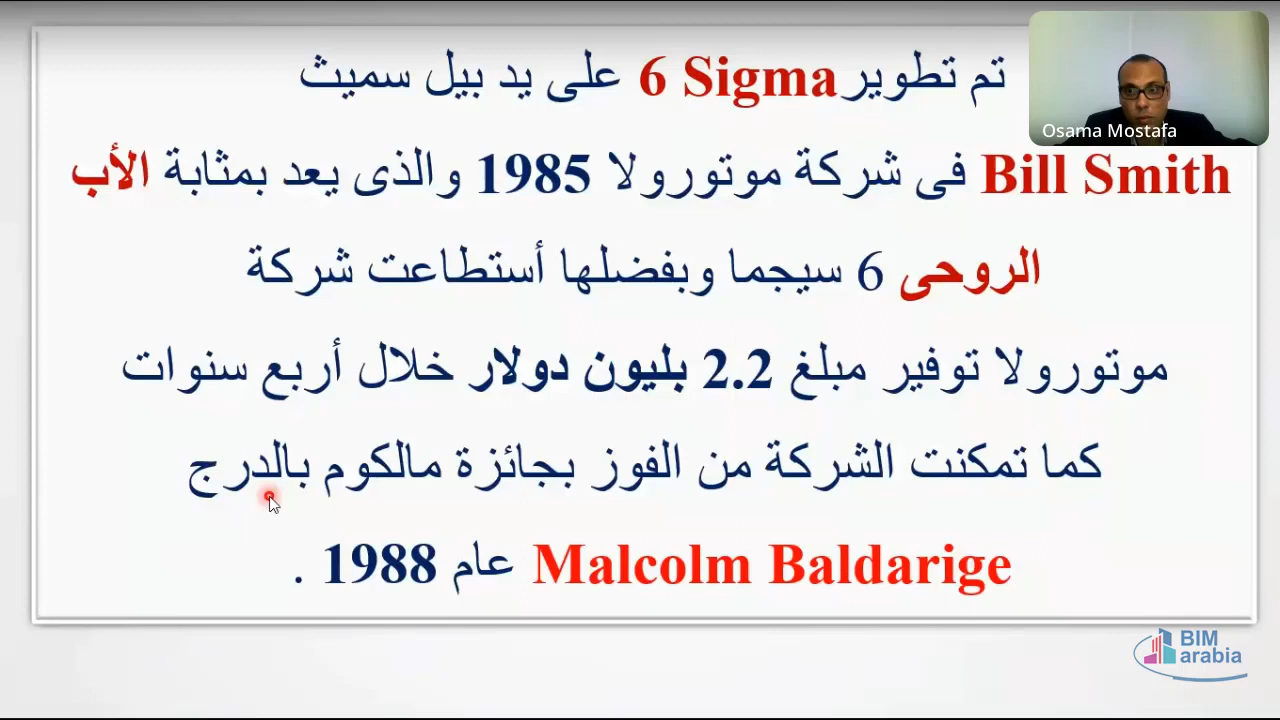 تم تطوير 6 Sigma على يد بيل سميث
Bill Smith فى شركة موتورولا 1985 والذى يعد بمثابة الأب
الروحى 6 سيجما وبفضلها أستطاعت شركة
موتورولا توفير مبلغ 2.2 بليون دولار خلال أربع سنوات
كما تمكنت الشركة من الفوز بجائزة مالكوم بالدرج
Malcolm Baldarige عام 1988 .
Osama Mostafa
BIM
arabia